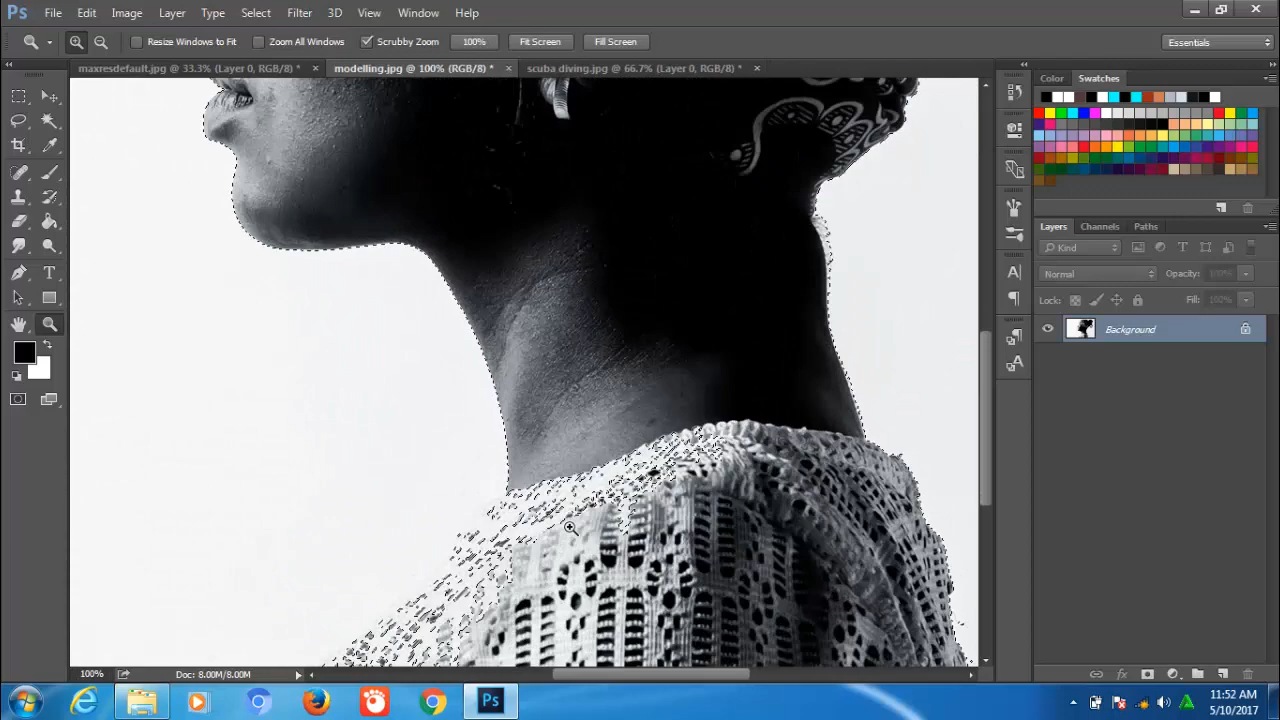 Ps File Edit Image Layer Type Select Filter 3D View Window Help
Resize Windows to Fit Zoom All Windows Scrubby Zoom 100% Fit Screen Fill Screen Essentials
maxresdefault.jpg @ 33.3% (Layer 0, RGB/8) * × modelling.jpg @ 100% (RGB/8) * × scuba diving.jpg @ 66.7% (Layer 0, RGB/8) * ×
Color Swatches
Layers Channels Paths
Kind
Normal Opacity: 100%
Lock: Fill: 100%
Background
100% Doc: 8.00M/8.00M
Ps
11:52 AM
5/10/2017